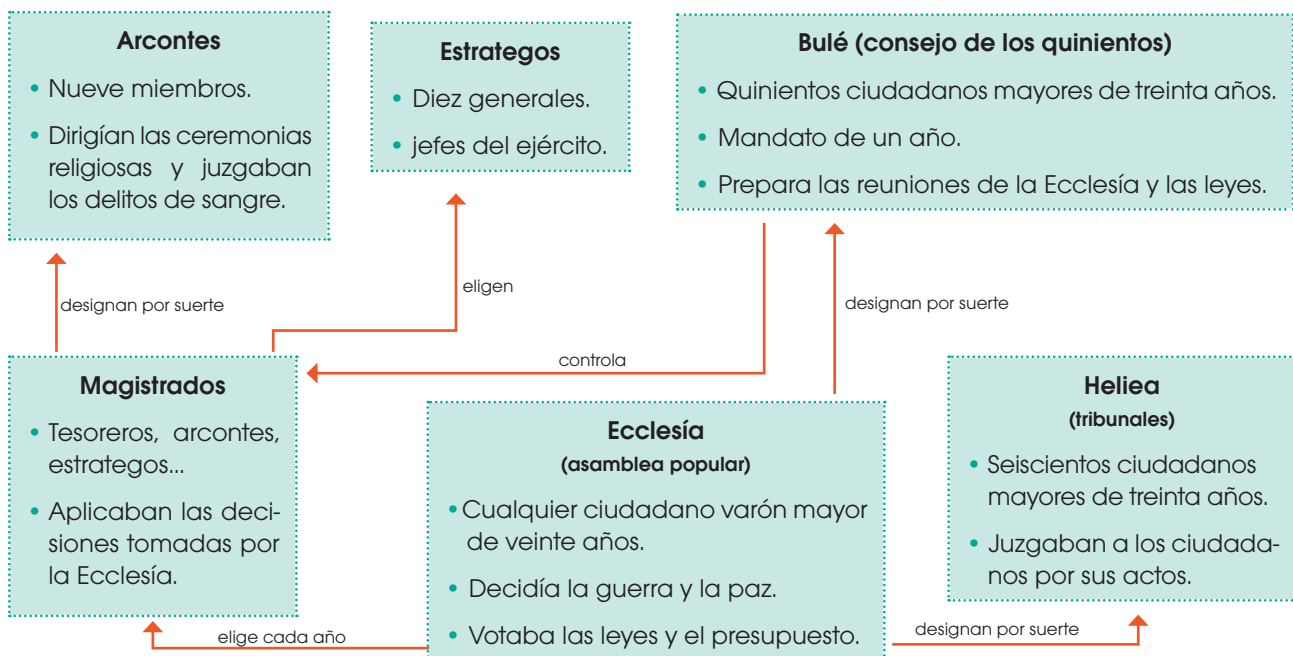 Arcontes
• Nueve miembros.
• Dirigían las ceremonias
religiosas y juzgaban
los delitos de sangre.
Estrategos
• Diez generales.
• jefes del ejército.
Bulé (consejo de los quinientos)
• Quinientos ciudadanos mayores de treinta años.
• Mandato de un año.
• Prepara las reuniones de la Ecclesía y las leyes.
designan por suerte
eligen
designan por suerte
controla
Magistrados
• Tesoreros, arcontes,
estrategos...
• Aplicaban las deci-
siones tomadas por
la Ecclesía.
Ecclesía
(asamblea popular)
• Cualquier ciudadano varón mayor
de veinte años.
• Decidía la guerra y la paz.
• Votaba las leyes y el presupuesto.
Heliea
(tribunales)
• Seiscientos ciudadanos
mayores de treinta años.
• Juzgaban a los ciudada-
nos por sus actos.
elige cada año
designan por suerte